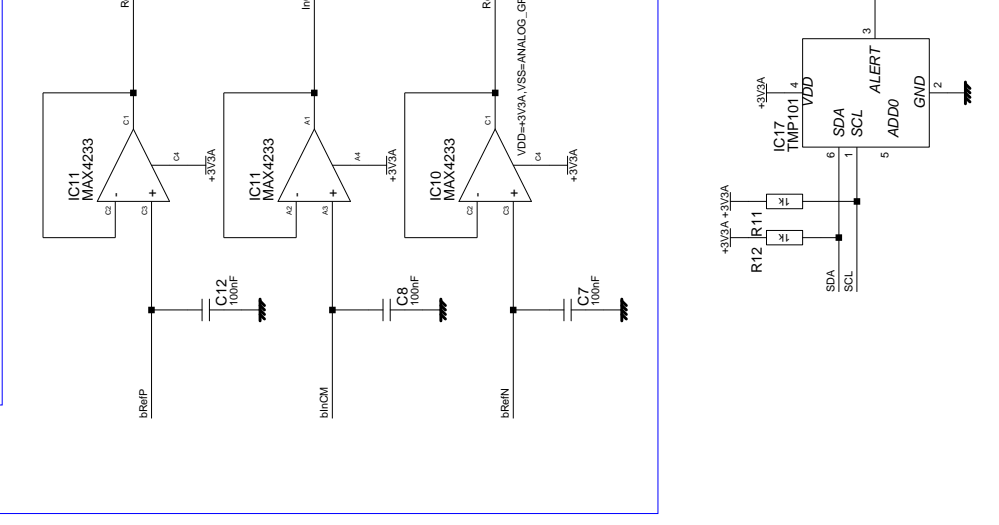 IC11
MAX4233
C1
C2
C3
C4
+3V3A
-
+
C12
100nF
bRefP
IC11
MAX4233
A1
A2
A3
A4
+3V3A
-
+
C8
100nF
bInCM
IC10
MAX4233
C1
C2
C3
C4
+3V3A
-
+
VDD=+3V3A,VSS=ANALOG_
C7
100nF
bRefN
IC17
TMP101
+3V3A
4
VDD
3
ALERT
SDA
SCL
ADD0
GND
2
6
1
5
+3V3A
+3V3A
R11
1k
R12
1k
SDA
SCL